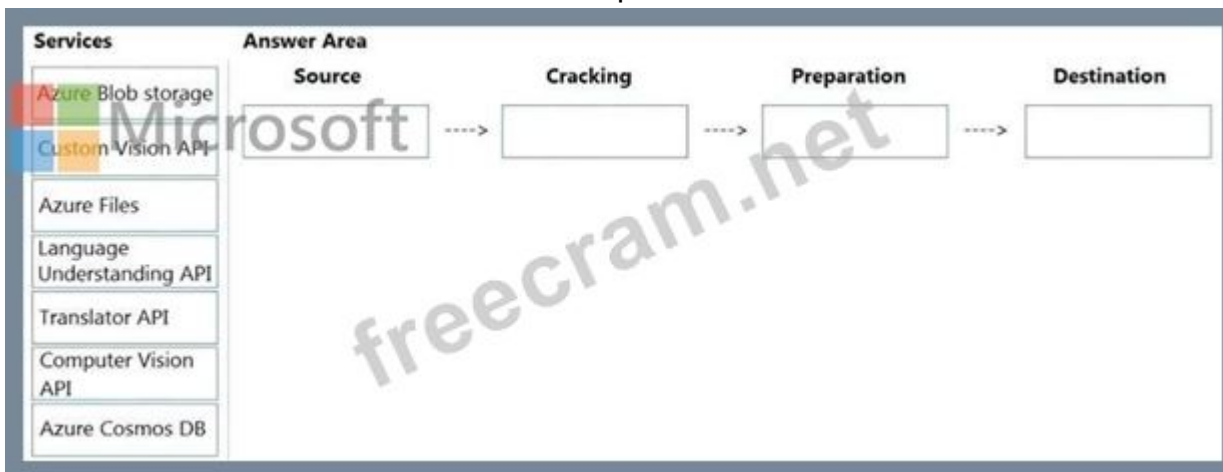 Services Answer Area
Source Cracking Preparation Destination
Azure Blob storage
Microsoft
----> ----> ---->
Custom Vision API
Azure Files
Language
Understanding API
Translator API
Computer Vision
API
Azure Cosmos DB
freecram.net